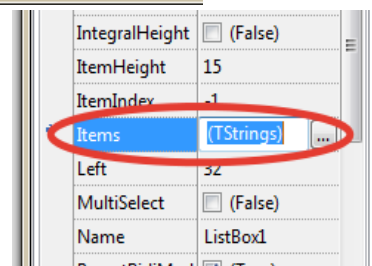 IntegralHeight (False)
ItemHeight 15
ItemIndex -1
Items (TStrings) ...
Left 32
MultiSelect (False)
Name ListBox1